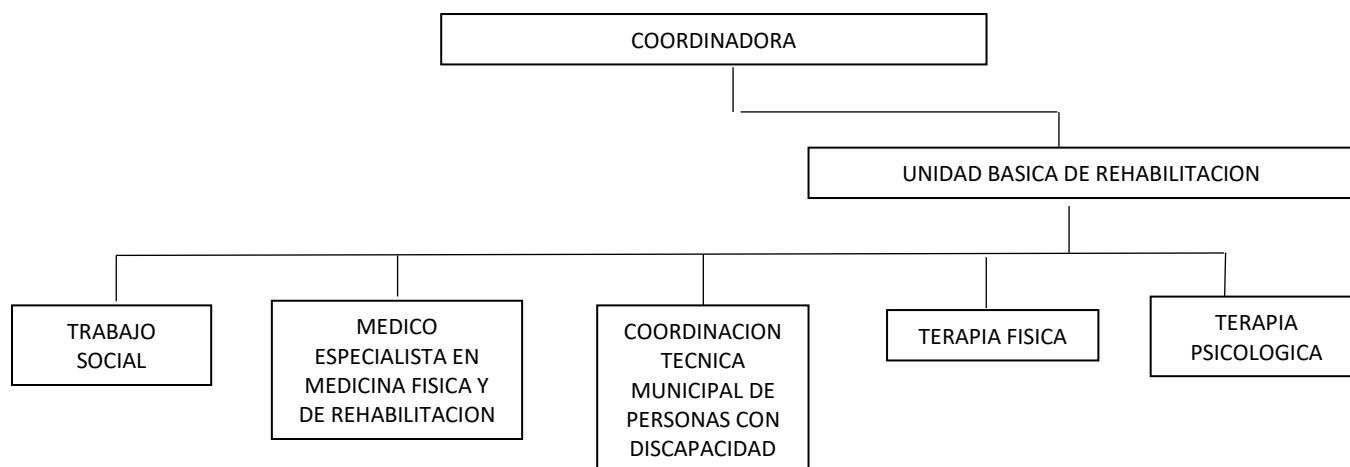 COORDINADORA
UNIDAD BASICA DE REHABILITACION
TRABAJO
SOCIAL
MEDICO
ESPECIALISTA EN
MEDICINA FISICA Y
DE REHABILITACION
COORDINACION
TECNICA
MUNICIPAL DE
PERSONAS CON
DISCAPACIDAD
TERAPIA FISICA
TERAPIA
PSICOLOGICA